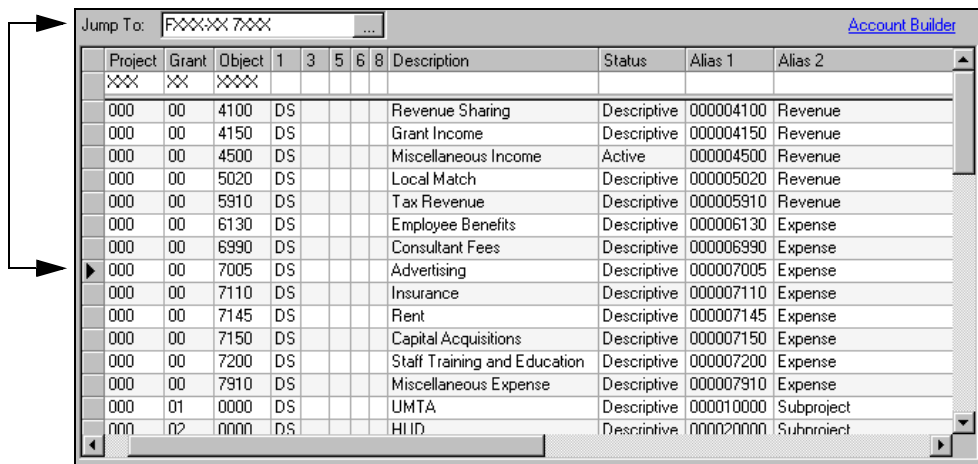 Jump To: FXXX-XX 7XXX ... Account Builder
Project Grant Object 1 3 5 6 8 Description Status Alias 1 Alias 2
XXX XX XXXX
000 00 4100 DS Revenue Sharing Descriptive 000004100 Revenue
000 00 4150 DS Grant Income Descriptive 000004150 Revenue
000 00 4500 DS Miscellaneous Income Active 000004500 Revenue
000 00 5020 DS Local Match Descriptive 000005020 Revenue
000 00 5910 DS Tax Revenue Descriptive 000005910 Revenue
000 00 6130 DS Employee Benefits Descriptive 000006130 Expense
000 00 6990 DS Consultant Fees Descriptive 000006990 Expense
000 00 7005 DS Advertising Descriptive 000007005 Expense
000 00 7110 DS Insurance Descriptive 000007110 Expense
000 00 7145 DS Rent Descriptive 000007145 Expense
000 00 7150 DS Capital Acquisitions Descriptive 000007150 Expense
000 00 7200 DS Staff Training and Education Descriptive 000007200 Expense
000 00 7910 DS Miscellaneous Expense Descriptive 000007910 Expense
000 01 0000 DS UMTA Descriptive 000010000 Subproject
000 02 0000 DS HUD Descriptive 000020000 Subproject